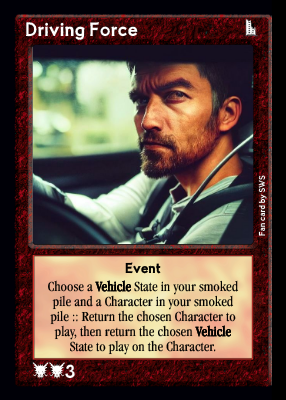 Driving Force
Fan card by SWS
Event
Choose a Vehicle State in your smoked
pile and a Character in your smoked
pile :: Return the chosen Character to
play, then return the chosen Vehicle
State to play on the Character.
3